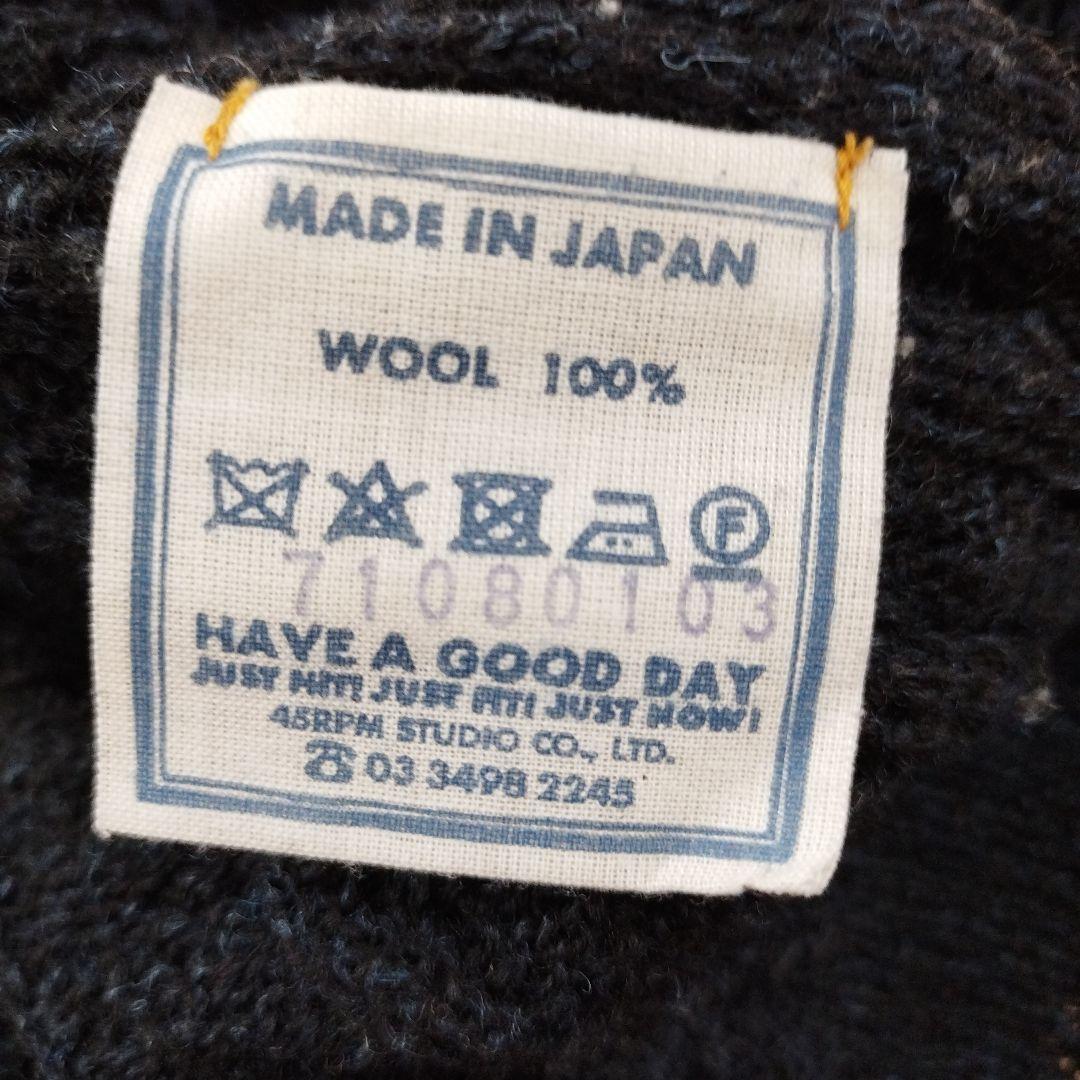 MADE IN JAPAN
WOOL 100%
F
71080103
HAVE A GOOD DAY
JUST HIT! JUST FIT! JUST NOW!
45RPM STUDIO CO., LTD.
☎ 03 3498 2245